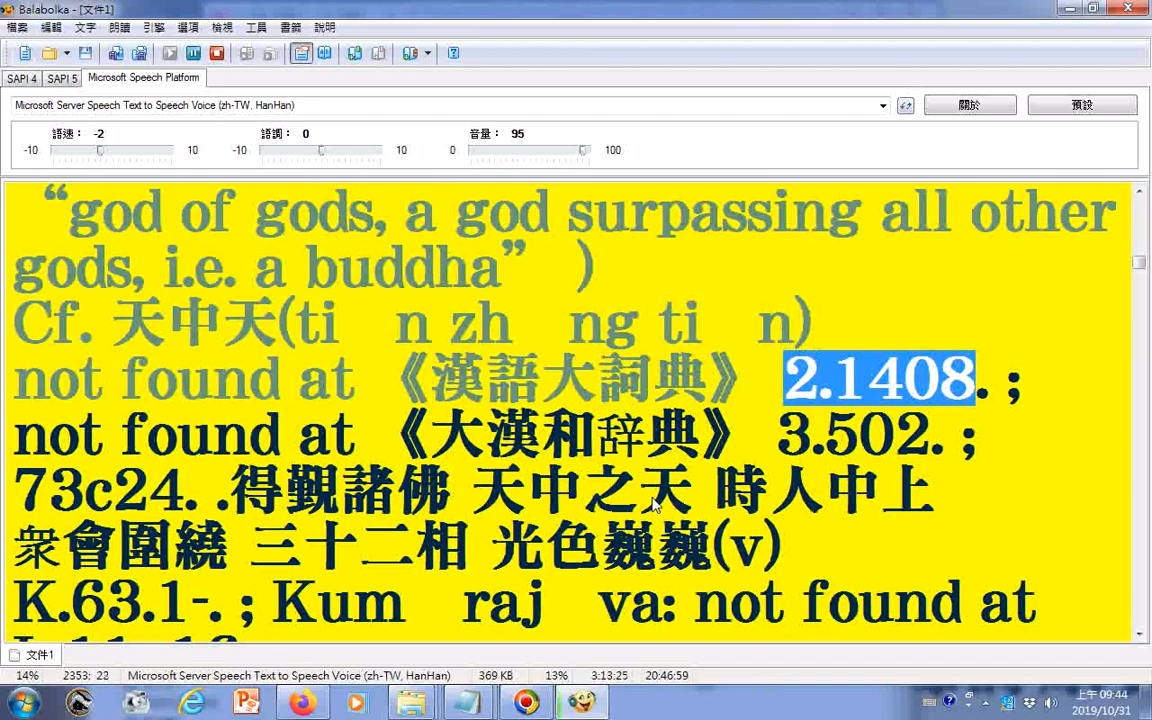 Balabolka - [文件1]
檔案 編輯 文字 朗讀 引擎 選項 檢視 工具 書籤 說明
SAPI 4 SAPI 5 Microsoft Speech Platform
Microsoft Server Speech Text to Speech Voice (zh-TW, HanHan) 關於 預設
語速： -2 語調： 0 音量： 95
-10 10 -10 10 0 100
“god of gods, a god surpassing all other
gods, i.e. a buddha” )
Cf. 天中天(ti n zh ng ti n)
not found at 《漢語大詞典》 2.1408. ;
not found at 《大漢和辞典》 3.502. ;
73c24. .得覲諸佛 天中之天 時人中上
衆會圍繞 三十二相 光色巍巍(v)
K.63.1-. ; Kum raj va: not found at
文件1
14% 2353: 22 Microsoft Server Speech Text to Speech Voice (zh-TW, HanHan) 369 KB 13% 3:13:25 20:46:59
上午 09:44
2019/10/31